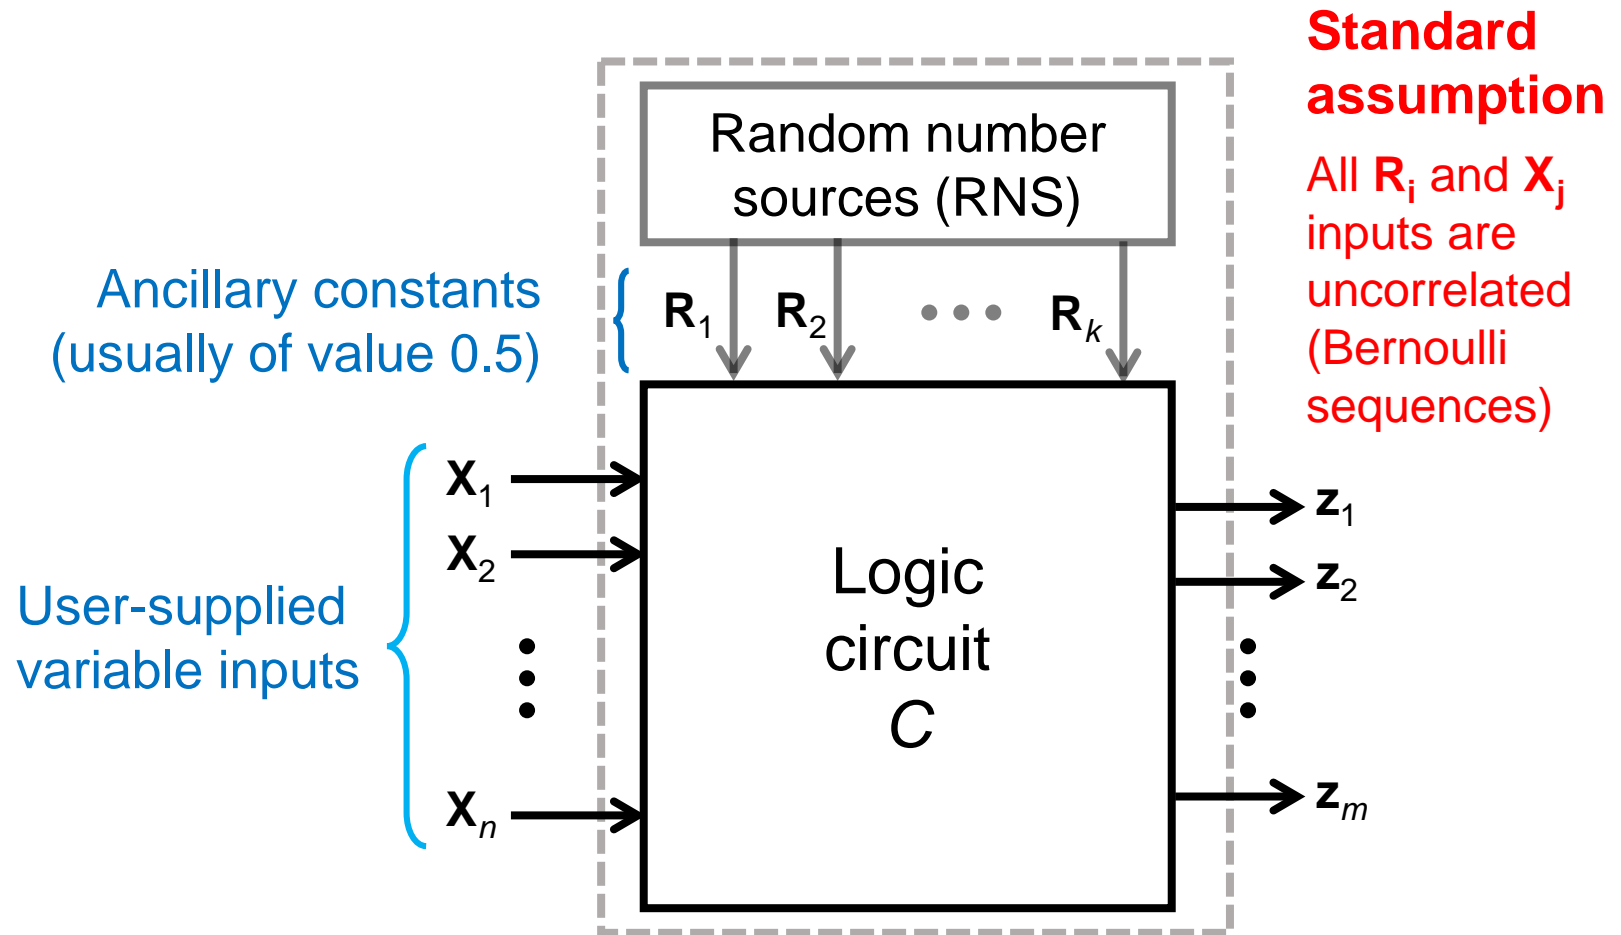 Standard
assumption
All Rᵢ and Xⱼ
inputs are
uncorrelated
(Bernoulli
sequences)
Random number
sources (RNS)
Ancillary constants
(usually of value 0.5)
R₁ R₂ ••• Rₖ
X₁
X₂
Xₙ
User-supplied
variable inputs
Logic
circuit
C
z₁
z₂
zₘ